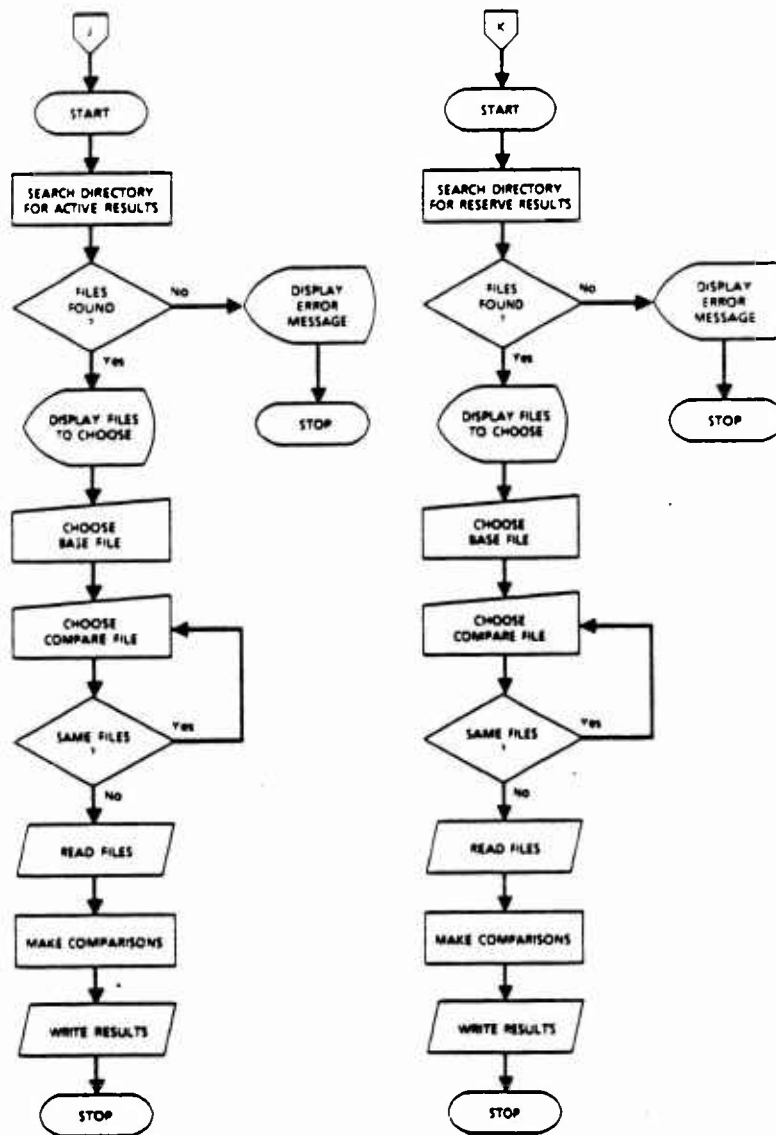 J
START
SEARCH DIRECTORY
FOR ACTIVE RESULTS
FILES
FOUND
?
No
DISPLAY
ERROR
MESSAGE
Yes
STOP
DISPLAY FILES
TO CHOOSE
CHOOSE
BASE FILE
CHOOSE
COMPARE FILE
SAME FILES
?
Yes
No
READ FILES
MAKE COMPARISONS
WRITE RESULTS
STOP
K
START
SEARCH DIRECTORY
FOR RESERVE RESULTS
FILES
FOUND
?
No
DISPLAY
ERROR
MESSAGE
Yes
STOP
DISPLAY FILES
TO CHOOSE
CHOOSE
BASE FILE
CHOOSE
COMPARE FILE
SAME FILES
?
Yes
No
READ FILES
MAKE COMPARISONS
WRITE RESULTS
STOP